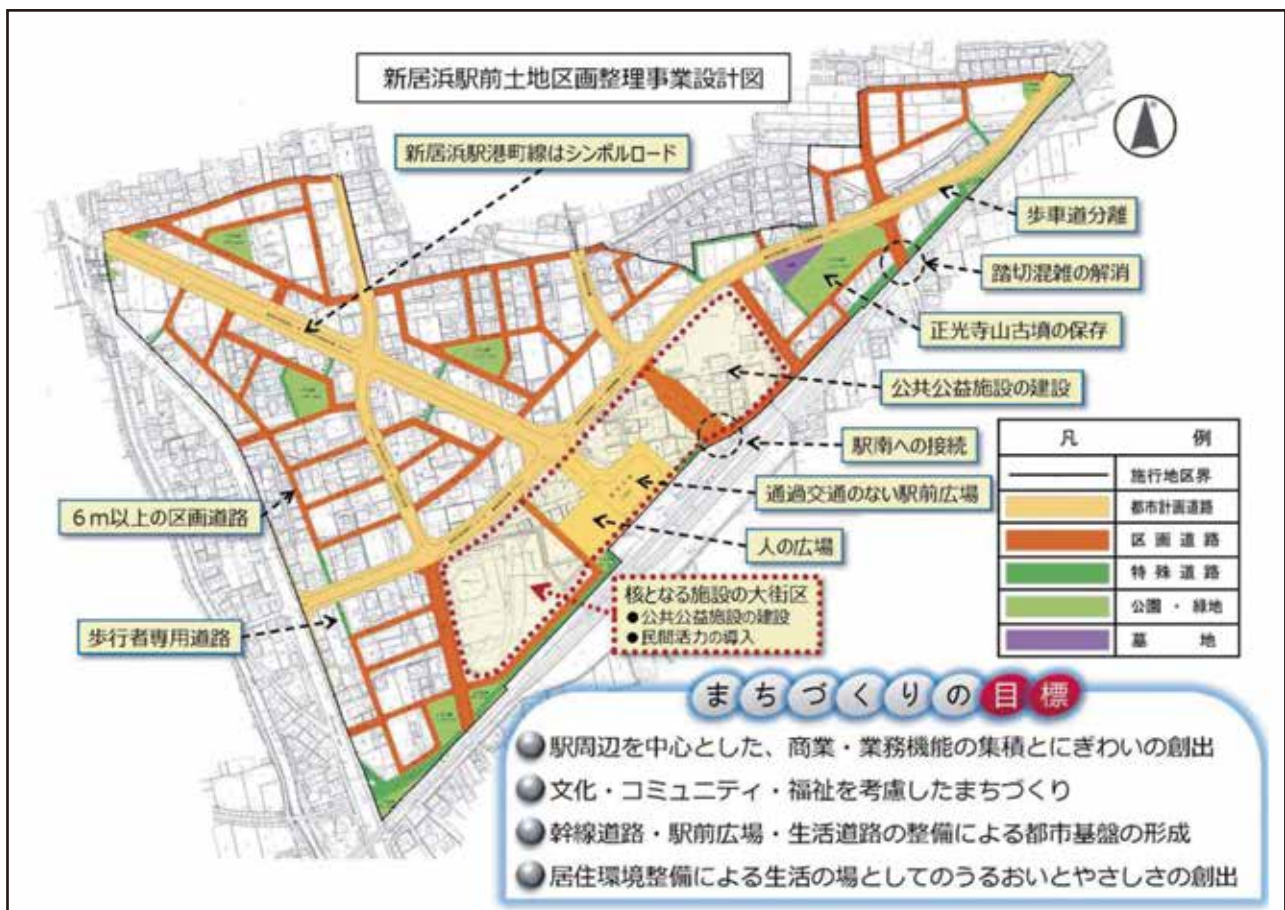 新居浜駅前土地区画整理事業設計図
新居浜駅港町線はシンボルロード
歩車道分離
踏切混雑の解消
正光寺山古墳の保存
公共公益施設の建設
駅南への接続
通過交通のない駅前広場
人の広場
6m以上の区画道路
歩行者専用道路
核となる施設の大街区
●公共公益施設の建設
●民間活力の導入
凡 例
施行地区界
都市計画道路
区画道路
特殊道路
公園・緑地
墓 地
まちづくりの目標
駅周辺を中心とした、商業・業務機能の集積とにぎわいの創出
文化・コミュニティ・福祉を考慮したまちづくり
幹線道路・駅前広場・生活道路の整備による都市基盤の形成
居住環境整備による生活の場としてのうるおいとやさしさの創出